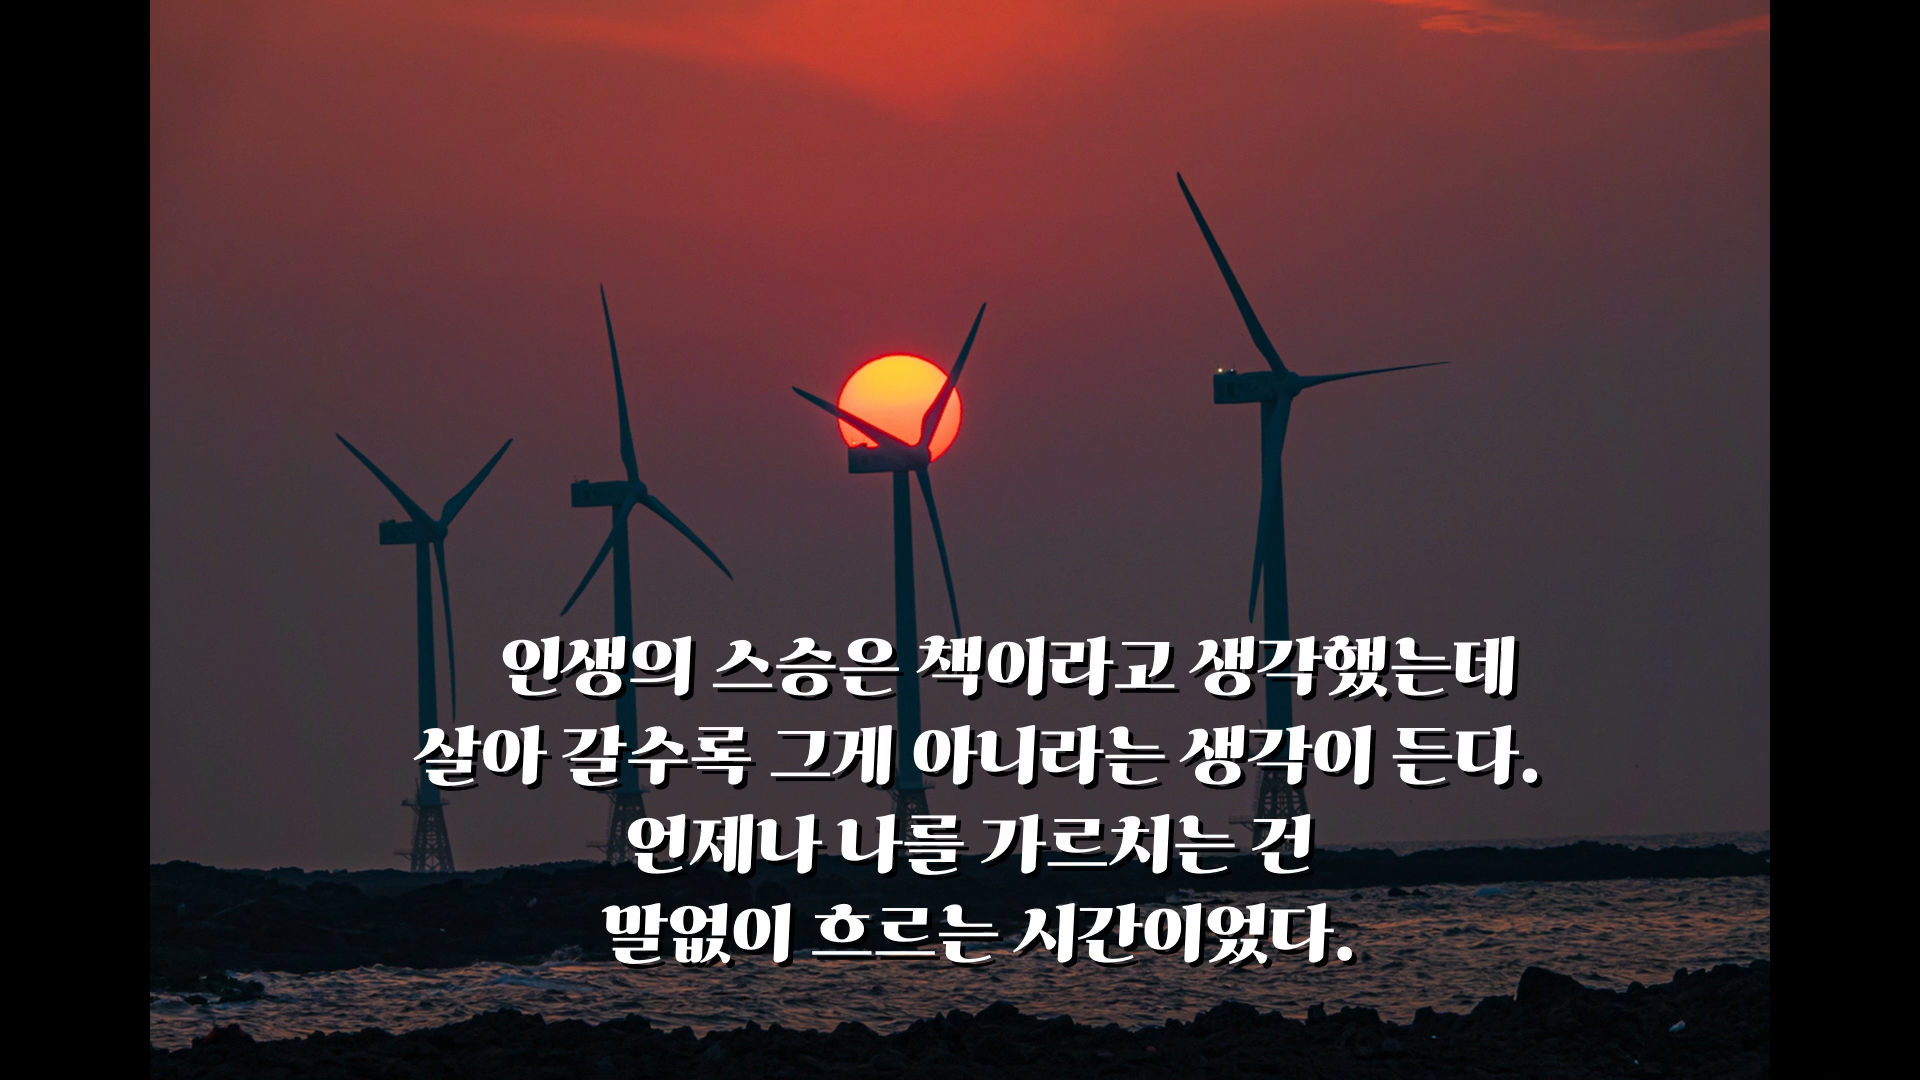 인생의 스승은 책이라고 생각했는데
살아 갈수록 그게 아니라는 생각이 든다.
언제나 나를 가르치는 건
말없이 흐르는 시간이었다.